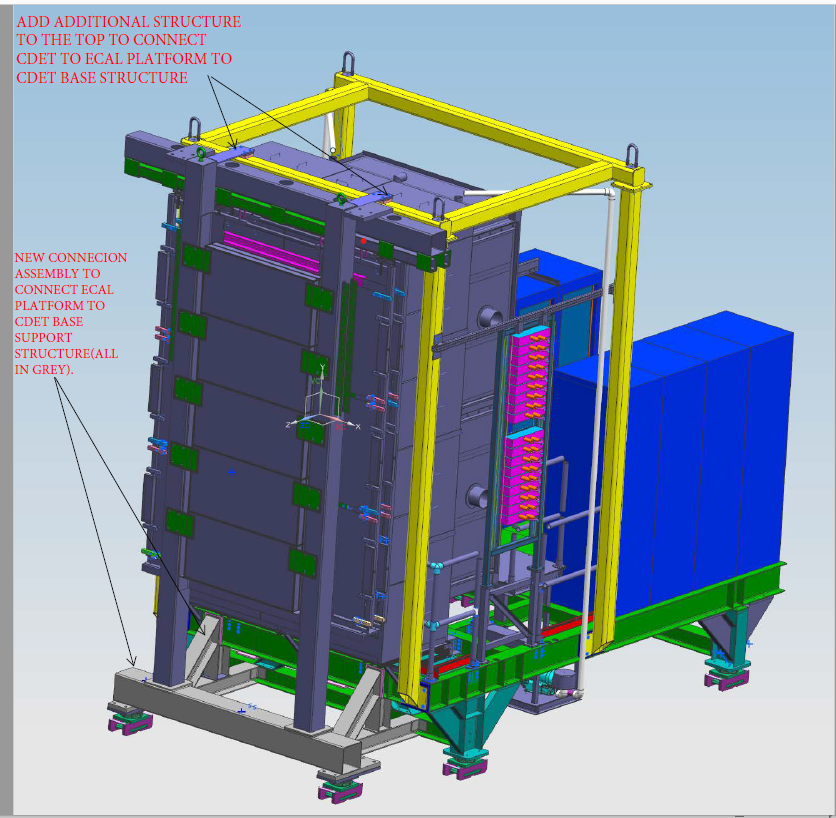 ADD ADDITIONAL STRUCTURE
TO THE TOP TO CONNECT
CDET TO ECAL PLATFORM TO
CDET BASE STRUCTURE
NEW CONNECION
ASSEMBLY TO
CONNECT ECAL
PLATFORM TO
CDET BASE
SUPPORT
STRUCTURE(ALL
IN GREY).
Y
Z
X